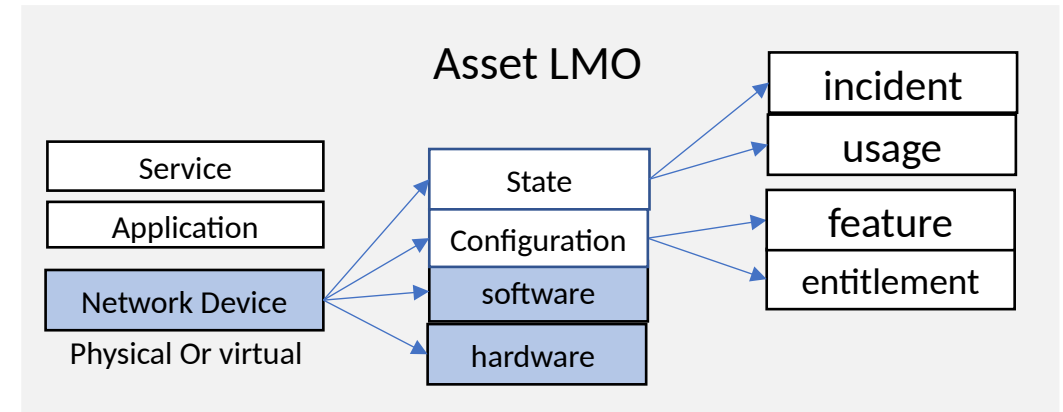 Asset LMO
Service
Application
Network Device
Physical Or virtual
State
Configuration
software
hardware
incident
usage
feature
entitlement